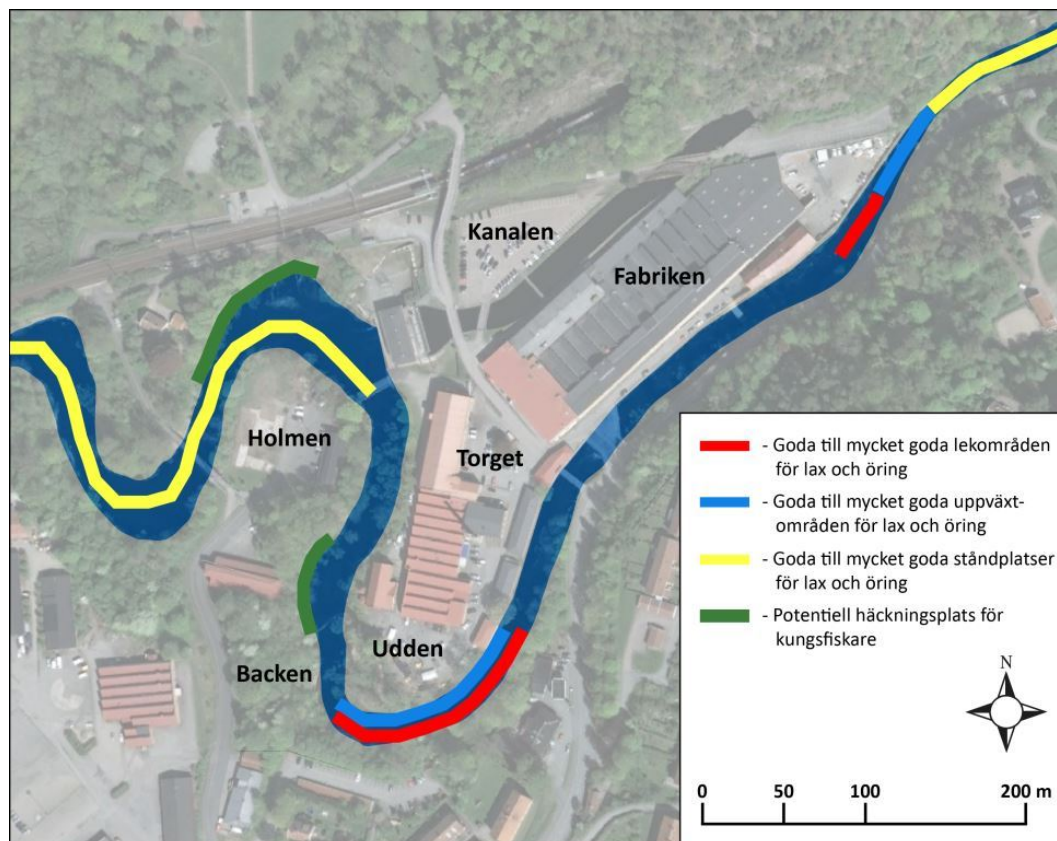 Kanalen
Fabriken
Holmen
Torget
Udden
Backen
- Goda till mycket goda lekområden
för lax och öring
- Goda till mycket goda uppväxt-
områden för lax och öring
- Goda till mycket goda ståndplatser
för lax och öring
- Potentiell häckningsplats för
kungsfiskare
N
0 50 100 200 m